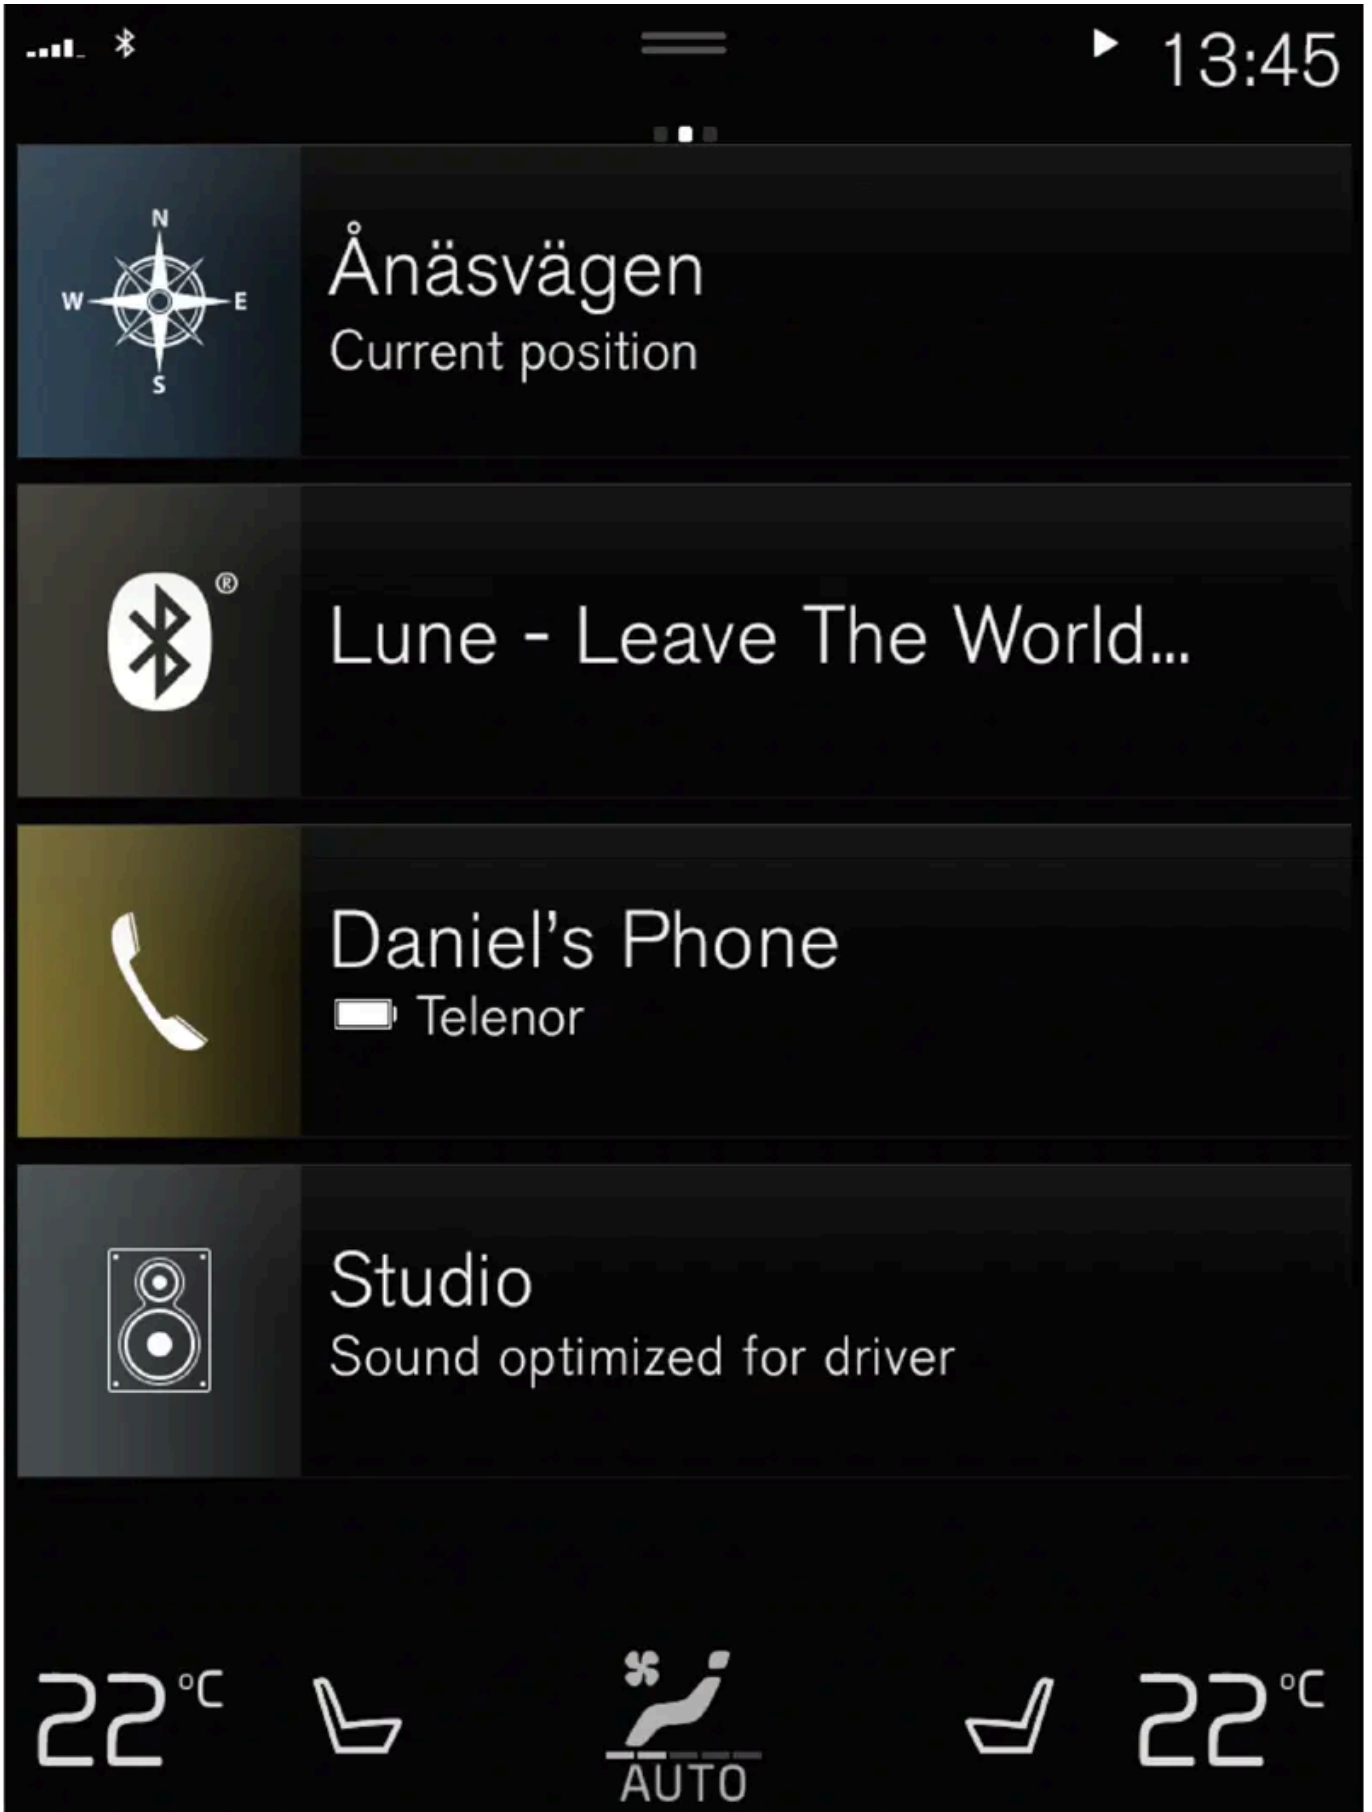 13:45
N
W E
S
Ånäsvägen
Current position
®
Lune - Leave The World...
Daniel’s Phone
Telenor
Studio
Sound optimized for driver
22°C 22°C
AUTO